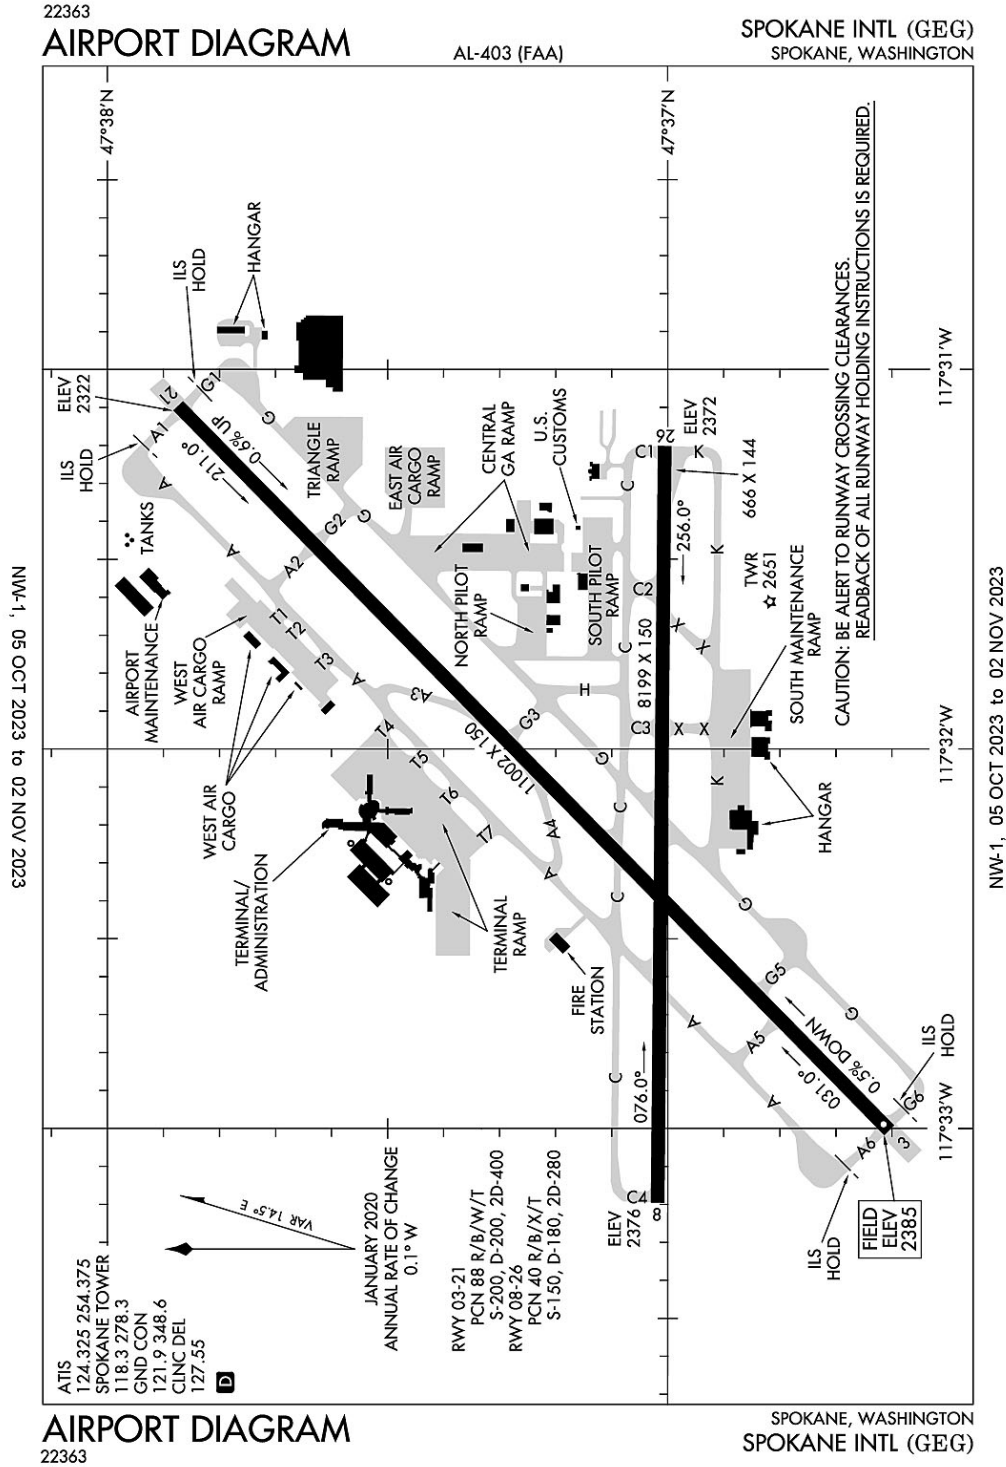 22363
AIRPORT DIAGRAM
AL-403 (FAA)
SPOKANE INTL (GEG)
SPOKANE, WASHINGTON
47°38'N
47°37'N
ILS
HOLD
HANGAR
CAUTION: BE ALERT TO RUNWAY CROSSING CLEARANCES.
READBACK OF ALL RUNWAY HOLDING INSTRUCTIONS IS REQUIRED.
117°31'W
ELEV
2322
21
G1
A1
ILS
HOLD
0.6% UP
211.0°
G
A
TRIANGLE
RAMP
EAST AIR
CARGO
RAMP
CENTRAL
GA RAMP
U.S.
CUSTOMS
C1
26
ELEV
2372
K
666 X 144
C
TANKS
A
A2
G2
G
256.0°
K
TWR
2651
C2
AIRPORT
MAINTENANCE
WEST
AIR CARGO
RAMP
T1
T2
T3
A
A3
NORTH PILOT
RAMP
SOUTH PILOT
RAMP
C
8199 X 150
X
X
SOUTH MAINTENANCE
RAMP
H
G3
C3
X
X
117°32'W
WEST AIR
CARGO
T4
T5
T6
T7
11002 X 150
G
K
C
HANGAR
A4
A
TERMINAL/
ADMINISTRATION
TERMINAL
RAMP
FIRE
STATION
C
G
G5
A
A5
G
0.5% DOWN
031.0°
A
C
076.0°
ILS
HOLD
G6
117°33'W
3
A6
ILS
HOLD
FIELD
ELEV
2385
C4
8
ELEV
2376
VAR 14.5° E
JANUARY 2020
ANNUAL RATE OF CHANGE
0.1° W
RWY 03-21
PCN 88 R/B/W/T
S-200, D-200, 2D-400
RWY 08-26
PCN 40 R/B/X/T
S-150, D-180, 2D-280
ATIS
124.325 254.375
SPOKANE TOWER
118.3 278.3
GND CON
121.9 348.6
CLNC DEL
127.55
D
NW-1, 05 OCT 2023 to 02 NOV 2023
NW-1, 05 OCT 2023 to 02 NOV 2023
AIRPORT DIAGRAM
22363
SPOKANE, WASHINGTON
SPOKANE INTL (GEG)